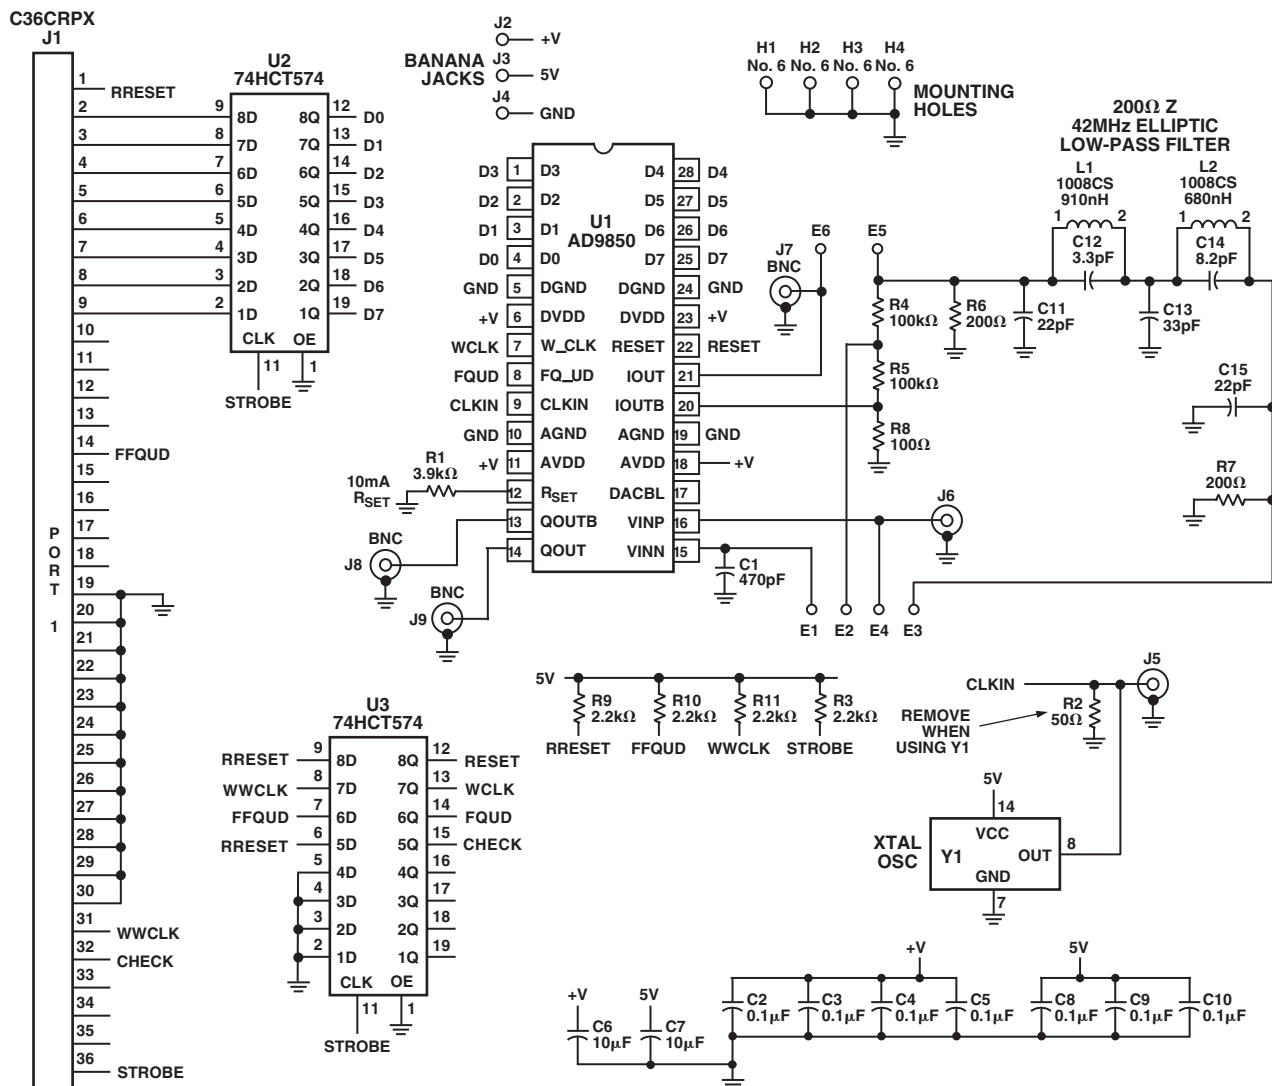 C36CRPX
J1
PORT 1
1
RRESET
2
3
4
5
6
7
8
9
10
11
12
13
14
FFQUD
15
16
17
18
19
20
21
22
23
24
25
26
27
28
29
30
31
WWCLK
32
CHECK
33
34
35
36
STROBE
U2
74HCT574
9 8D 8Q 12 D0
8 7D 7Q 13 D1
7 6D 6Q 14 D2
6 5D 5Q 15 D3
5 4D 4Q 16 D4
4 3D 3Q 17 D5
3 2D 2Q 18 D6
2 1D 1Q 19 D7
CLK OE
11 1
STROBE
BANANA
JACKS
J2
+V
J3
5V
J4
GND
H1 H2 H3 H4
No. 6 No. 6 No. 6 No. 6
MOUNTING
HOLES
U1
AD9850
D3 1 D3 D4 28 D4
D2 2 D2 D5 27 D5
D1 3 D1 D6 26 D6
D0 4 D0 D7 25 D7
GND 5 DGND DGND 24 GND
+V 6 DVDD DVDD 23 +V
WCLK 7 W_CLK RESET 22 RESET
FQUD 8 FQ_UD IOUT 21
CLKIN 9 CLKIN IOUTB 20
GND 10 AGND AGND 19 GND
+V 11 AVDD AVDD 18 +V
12 RSET DACBL 17
13 QOUTB VINP 16
14 QOUT VINN 15
R1
3.9kΩ
10mA
RSET
BNC
J8
BNC
J9
J7
BNC
E6
E5
R4
100kΩ
R5
100kΩ
R8
100Ω
R6
200Ω
C11
22pF
200Ω Z
42MHz ELLIPTIC
LOW-PASS FILTER
L1
1008CS
910nH
1 2
C12
3.3pF
L2
1008CS
680nH
1 2
C14
8.2pF
C13
33pF
C15
22pF
R7
200Ω
J6
C1
470pF
E1 E2 E4 E3
5V
R9
2.2kΩ
R10
2.2kΩ
R11
2.2kΩ
R3
2.2kΩ
RRESET FFQUD WWCLK STROBE
CLKIN
J5
R2
50Ω
REMOVE
WHEN
USING Y1
5V
14
VCC
XTAL
OSC
Y1
OUT
8
GND
7
U3
74HCT574
RRESET 9 8D 8Q 12 RESET
WWCLK 8 7D 7Q 13 WCLK
FFQUD 7 6D 6Q 14 FQUD
RRESET 6 5D 5Q 15 CHECK
5 4D 4Q 16
4 3D 3Q 17
3 2D 2Q 18
2 1D 1Q 19
CLK OE
11 1
STROBE
+V
C6
10μF
5V
C7
10μF
+V
C2
0.1μF
C3
0.1μF
C4
0.1μF
C5
0.1μF
5V
C8
0.1μF
C9
0.1μF
C10
0.1μF